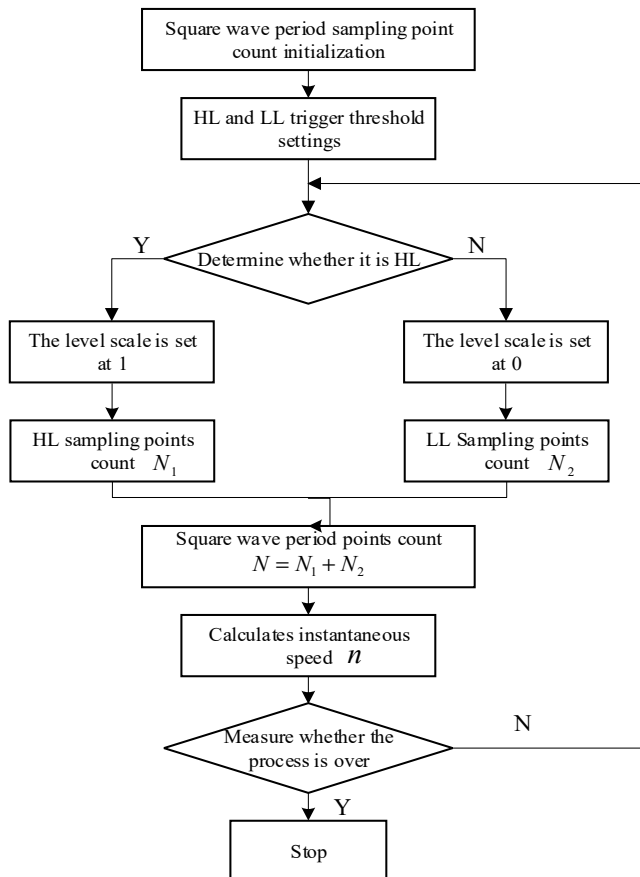 Square wave period sampling point
count initialization
HL and LL trigger threshold
settings
Y
N
Determine whether it is HL
The level scale is set
at 1
The level scale is set
at 0
HL sampling points
count N₁
LL Sampling points
count N₂
Square wave period points count
N = N₁ + N₂
Calculates instantaneous
speed n
Measure whether the
process is over
N
Y
Stop